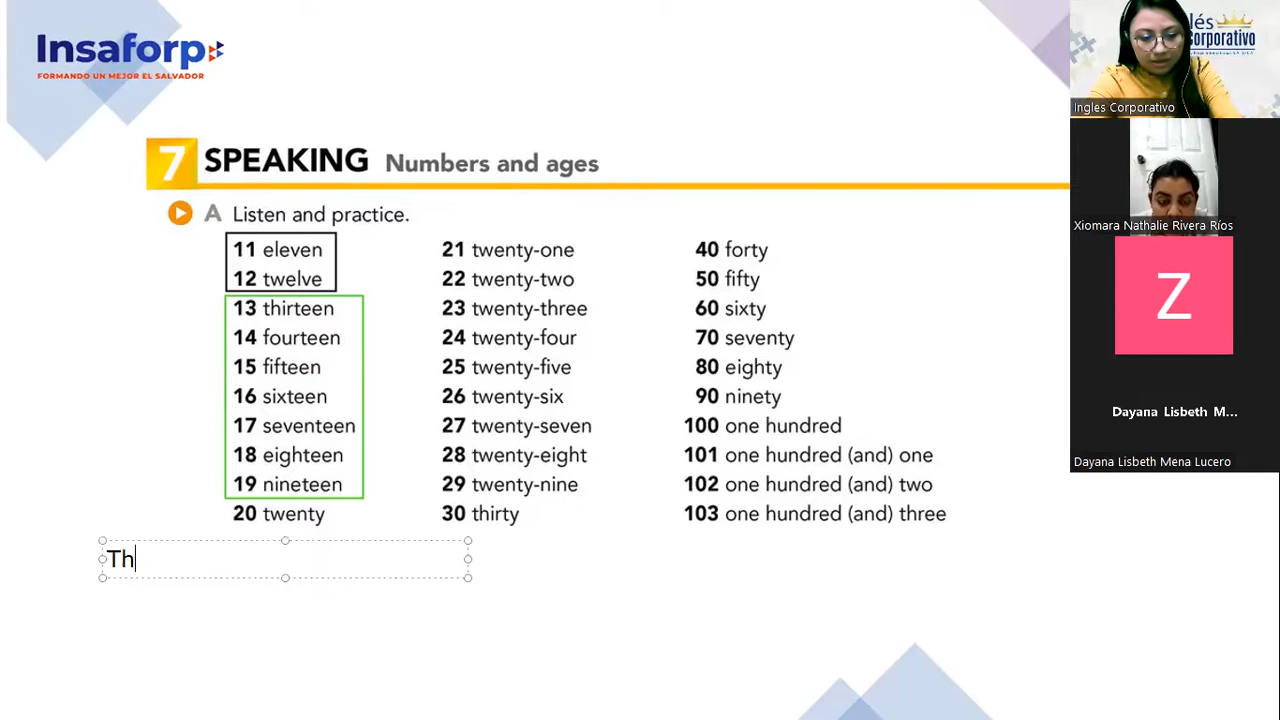 Insaforp
FORMANDO UN MEJOR EL SALVADOR
7 SPEAKING Numbers and ages
A Listen and practice.
11 eleven
12 twelve
13 thirteen
14 fourteen
15 fifteen
16 sixteen
17 seventeen
18 eighteen
19 nineteen
20 twenty
21 twenty-one
22 twenty-two
23 twenty-three
24 twenty-four
25 twenty-five
26 twenty-six
27 twenty-seven
28 twenty-eight
29 twenty-nine
30 thirty
40 forty
50 fifty
60 sixty
70 seventy
80 eighty
90 ninety
100 one hundred
101 one hundred (and) one
102 one hundred (and) two
103 one hundred (and) three
Th
lés
Corporativo
Ingles Corporativo
Xiomara Nathalie Rivera Ríos
Z
Dayana Lisbeth M...
Dayana Lisbeth Mena Lucero